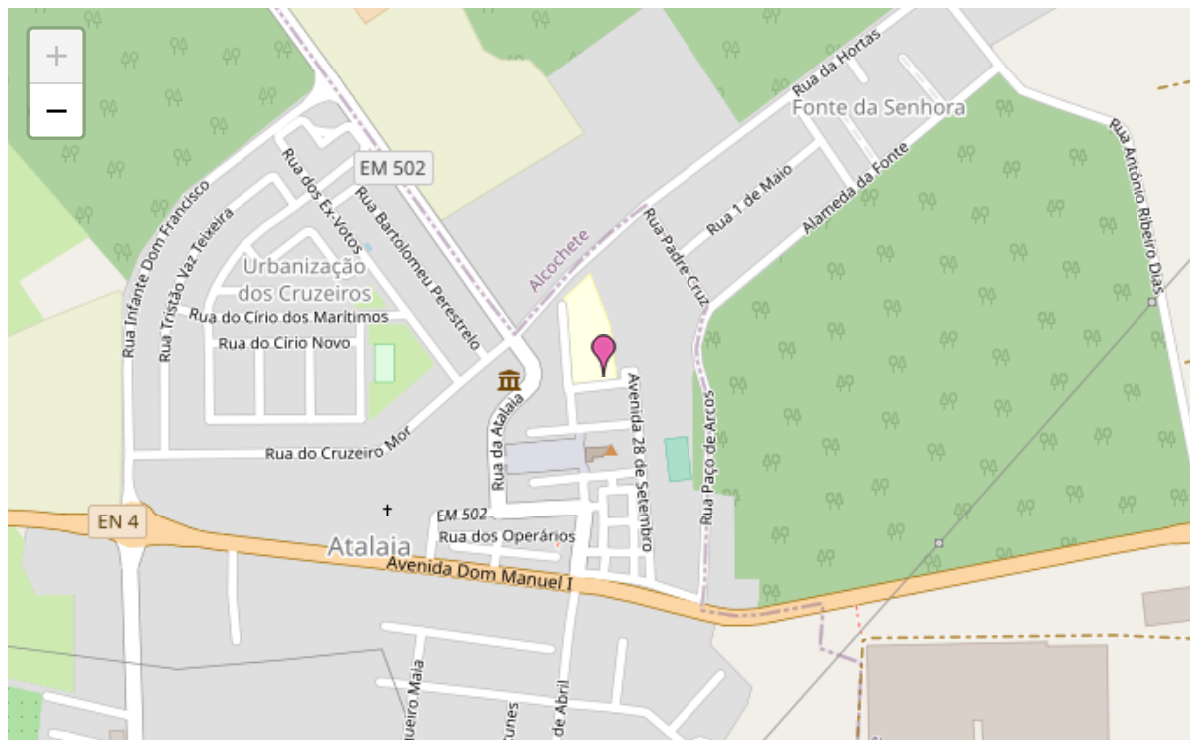 +
−
Rua da Hortas
Fonte da Senhora
EM 502
Rua António Ribeiro Dias
Rua dos Ex-Votos
Rua Infante Dom Francisco
Rua Tristão Vaz Teixeira
Rua Bartolomeu Perestrelo
Rua 1 de Maio
Alameda da Fonte
Alcochete
Rua Padre Cruz
Urbanização
dos Cruzeiros
Rua do Círio dos Marítimos
Rua do Círio Novo
Avenida 28 de Setembro
Rua da Atalaia
Rua Paço de Arcos
Rua do Cruzeiro Mor
EN 4
EM 502
Rua dos Operários
Atalaia
Avenida Dom Manuel I
ueiro Maia
unes
de Abril